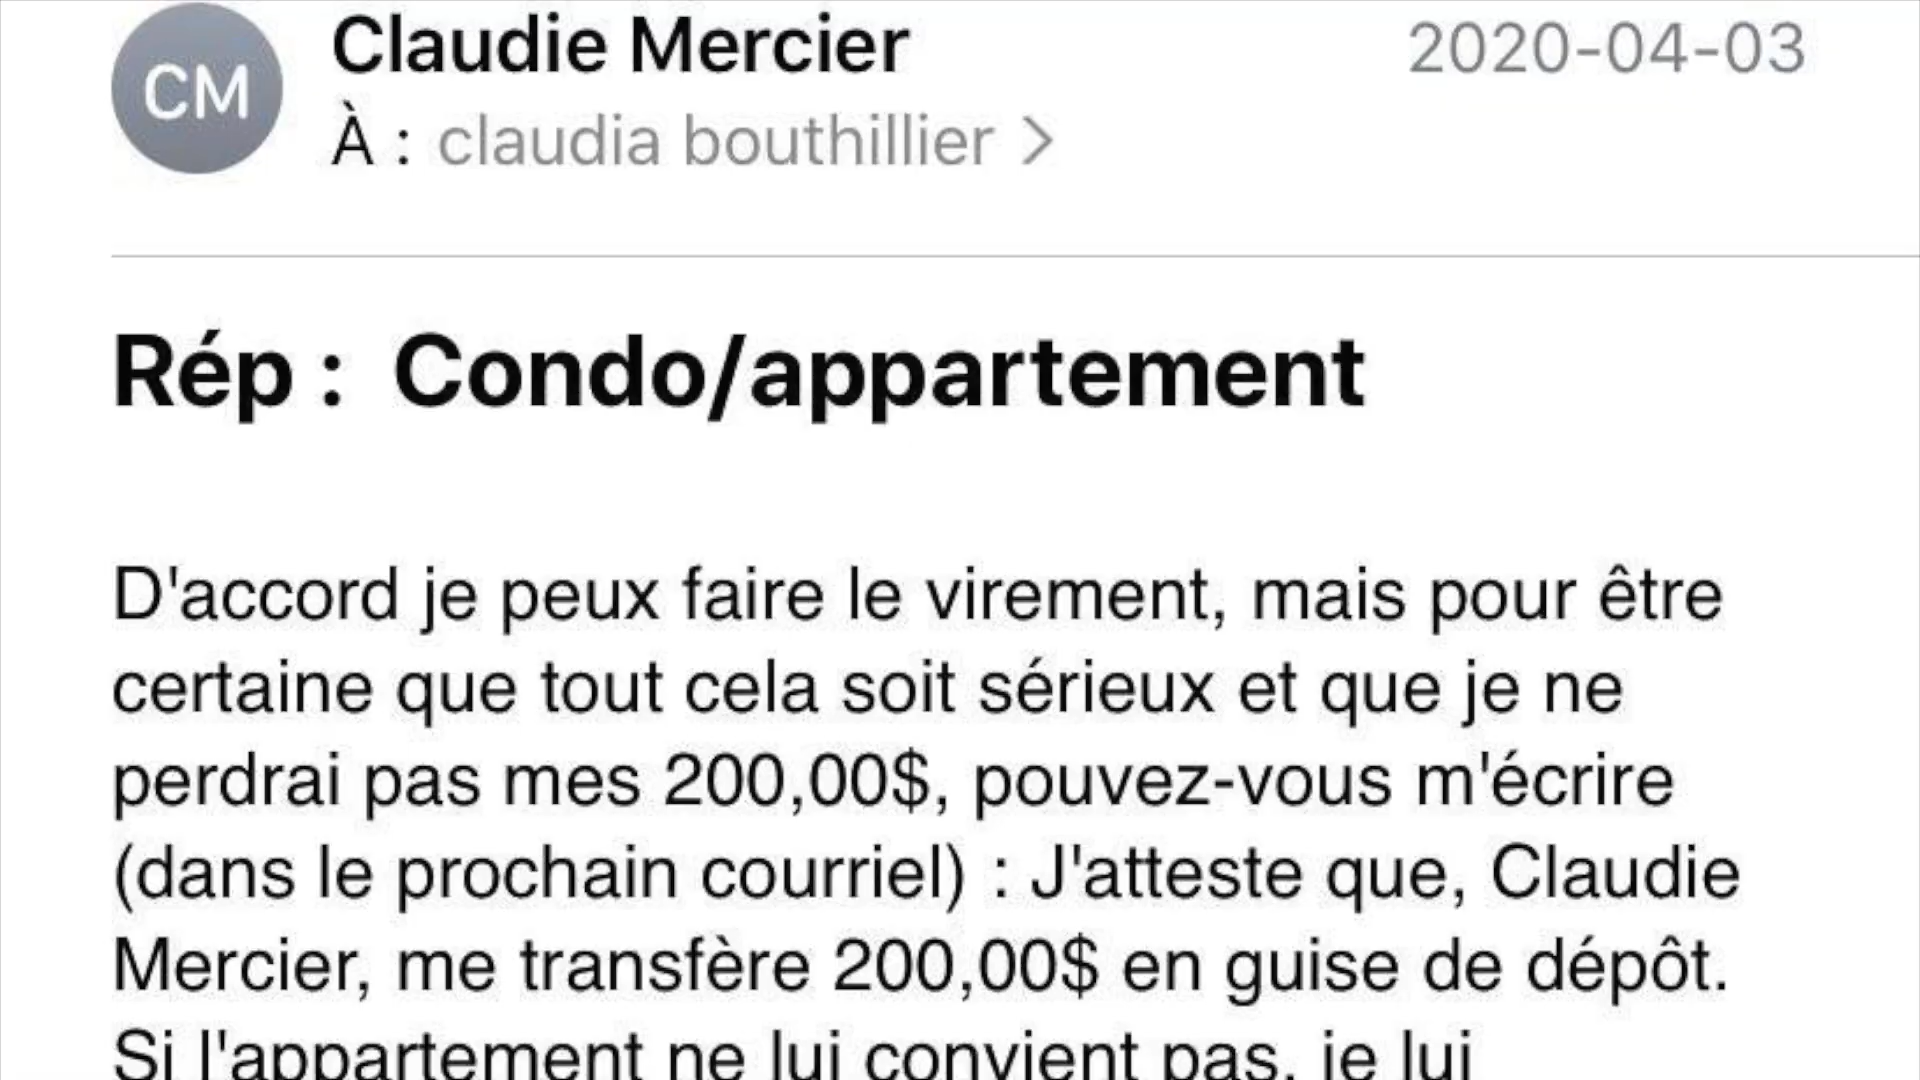 CM
Claudie Mercier
2020-04-03
À : claudia bouthillier >
Rép : Condo/appartement
D'accord je peux faire le virement, mais pour être
certaine que tout cela soit sérieux et que je ne
perdrai pas mes 200,00$, pouvez-vous m'écrire
(dans le prochain courriel) : J'atteste que, Claudie
Mercier, me transfère 200,00$ en guise de dépôt.
Si l'appartement ne lui convient pas, je lui